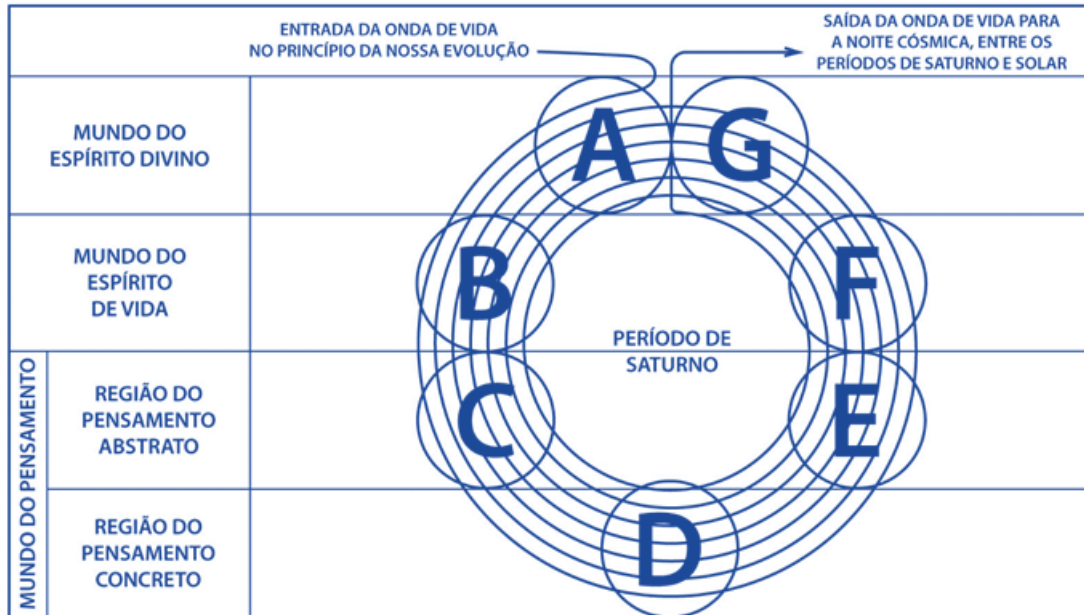 ENTRADA DA ONDA DE VIDA
NO PRINCÍPIO DA NOSSA EVOLUÇÃO
SAÍDA DA ONDA DE VIDA PARA
A NOITE CÓSMICA, ENTRE OS
PERÍODOS DE SATURNO E SOLAR
MUNDO DO
ESPÍRITO DIVINO
A
G
MUNDO DO
ESPÍRITO
DE VIDA
B
F
PERÍODO DE
SATURNO
MUNDO DO PENSAMENTO
REGIÃO DO
PENSAMENTO
ABSTRATO
C
E
REGIÃO DO
PENSAMENTO
CONCRETO
D